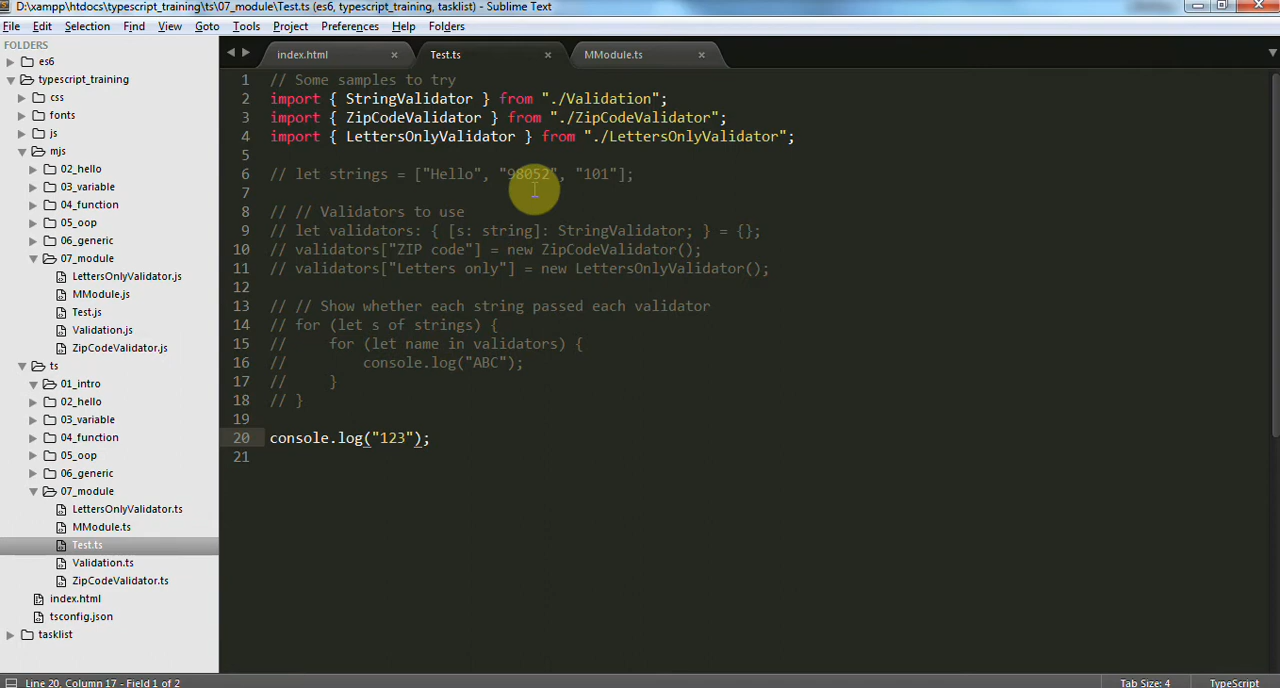 D:\xampp\htdocs\typescript_training\ts\07_module\Test.ts (es6, typescript_training, tasklist) - Sublime Text
File Edit Selection Find View Goto Tools Project Preferences Help Folders
FOLDERS
es6
typescript_training
css
fonts
js
mjs
02_hello
03_variable
04_function
05_oop
06_generic
07_module
LettersOnlyValidator.js
MModule.js
Test.js
Validation.js
ZipCodeValidator.js
ts
01_intro
02_hello
03_variable
04_function
05_oop
06_generic
07_module
LettersOnlyValidator.ts
MModule.ts
Test.ts
Validation.ts
ZipCodeValidator.ts
index.html
tsconfig.json
tasklist
index.html × Test.ts × MModule.ts ×
1 // Some samples to try
2 import { StringValidator } from "./Validation";
3 import { ZipCodeValidator } from "./ZipCodeValidator";
4 import { LettersOnlyValidator } from "./LettersOnlyValidator";
5
6 // let strings = ["Hello", "98052", "101"];
7
8 // // Validators to use
9 // let validators: { [s: string]: StringValidator; } = {};
10 // validators["ZIP code"] = new ZipCodeValidator();
11 // validators["Letters only"] = new LettersOnlyValidator();
12
13 // // Show whether each string passed each validator
14 // for (let s of strings) {
15 //     for (let name in validators) {
16 //         console.log("ABC");
17 //     }
18 // }
19
20 console.log("123");
21
Line 20, Column 17 - Field 1 of 2 Tab Size: 4 TypeScript